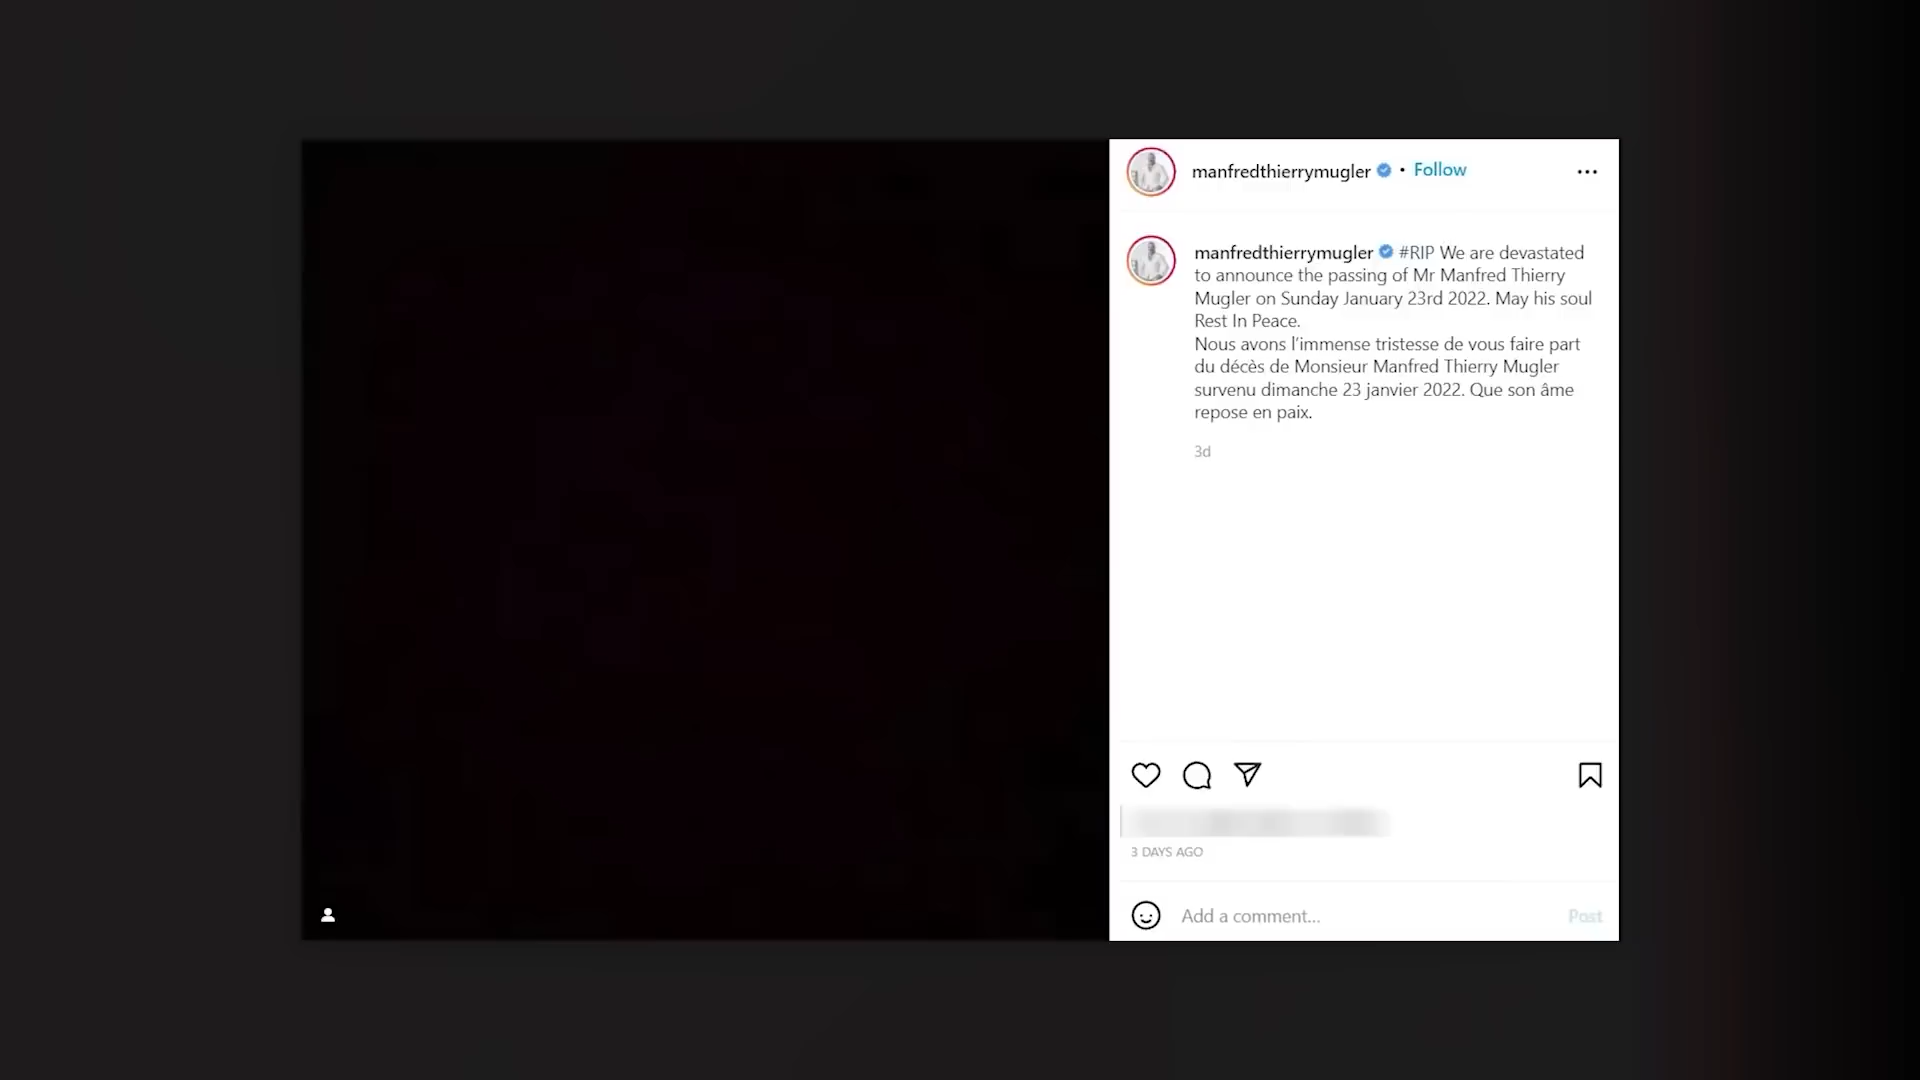 manfredthierrymugler • Follow
manfredthierrymugler #RIP We are devastated
to announce the passing of Mr Manfred Thierry
Mugler on Sunday January 23rd 2022. May his soul
Rest In Peace.
Nous avons l'immense tristesse de vous faire part
du décès de Monsieur Manfred Thierry Mugler
survenu dimanche 23 janvier 2022. Que son âme
repose en paix.
3d
3 DAYS AGO
Add a comment...
Post